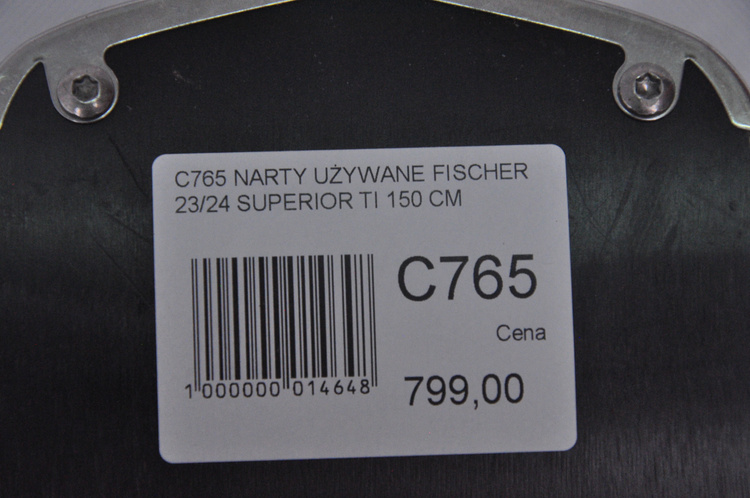 C765 NARTY UŻYWANE FISCHER
23/24 SUPERIOR TI 150 CM
C765
Cena
1 000000 014648
799,00